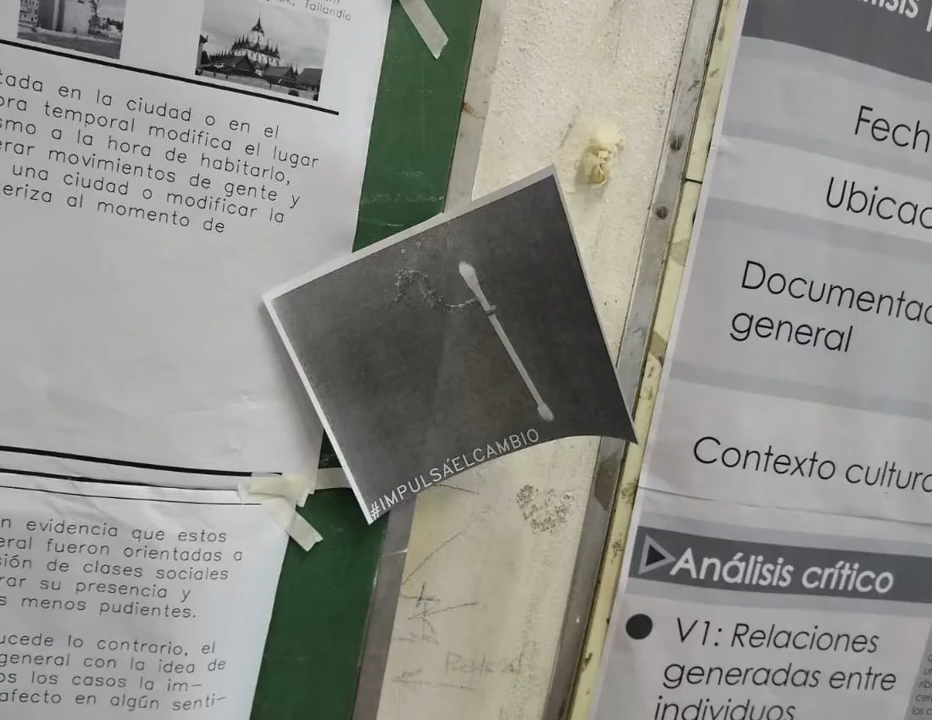 Tailandia
tada en la ciudad o en el
ora temporal modifica el lugar
smo a la hora de habitarlo,
erar movimientos de gente y
una ciudad o modificar la
eriza al momento de
n evidencia que estos
eral fueron orientadas a
sión de clases sociales
rar su presencia y
s menos pudientes.
ucede lo contrario, el
general con la idea de
os los casos la im-
afecto en algún senti-
#IMPULSÁELCAMBIO
Fech
Ubicac
Documentac
general
Contexto cultura
Análisis crítico
V1: Relaciones
generadas entre
individuos